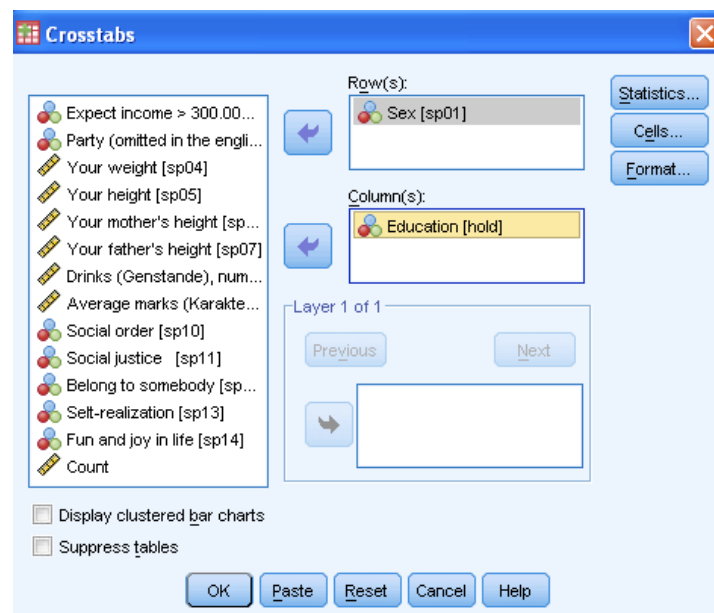 Crosstabs
Expect income > 300.00...
Party (omitted in the engli...
Your weight [sp04]
Your height [sp05]
Your mother's height [sp...
Your father's height [sp07]
Drinks (Genstande), num...
Average marks (Karakte...
Social order [sp10]
Social justice [sp11]
Belong to somebody [sp...
Self-realization [sp13]
Fun and joy in life [sp14]
Count
Row(s):
Sex [sp01]
Column(s):
Education [hold]
Layer 1 of 1
Previous
Next
Statistics...
Cells...
Format...
Display clustered bar charts
Suppress tables
OK Paste Reset Cancel Help